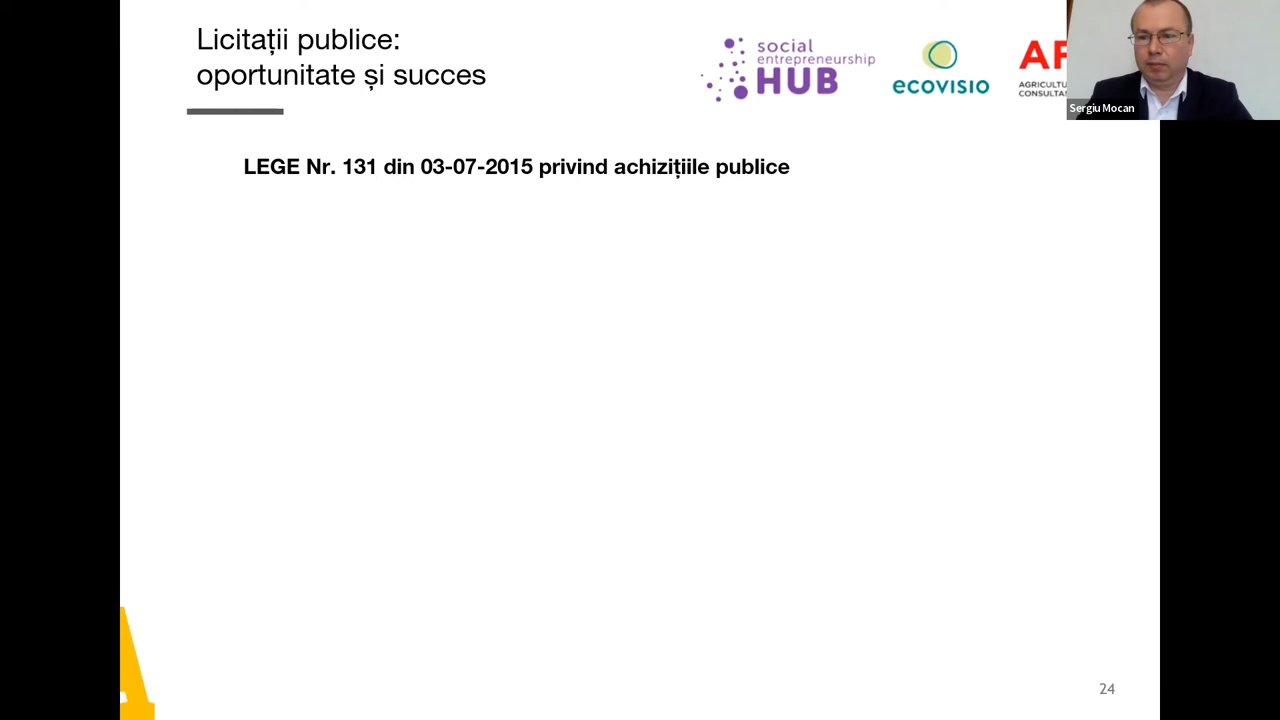 Licitații publice:
oportunitate și succes
social
entrepreneurship
HUB
ecovisio
Sergiu Mocan
LEGE Nr. 131 din 03-07-2015 privind achizițiile publice
24